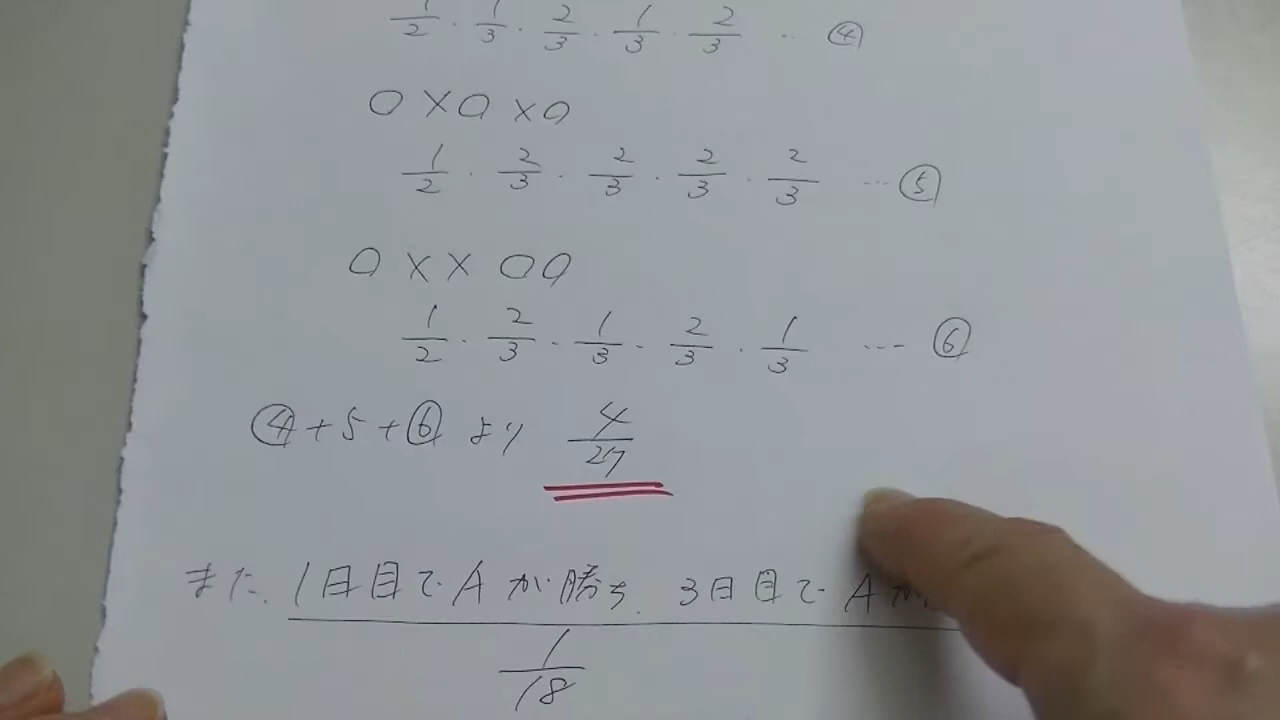 1/2 · 1/3 · 2/3 · 1/3 · 2/3 ‥ ④
○×○×○
1/2 · 2/3 · 2/3 · 2/3 · 2/3 … ⑤
○××○○
1/2 · 2/3 · 1/3 · 2/3 · 1/3 … ⑥
④+5+⑥ より 4/27
また、1日目でAが勝ち、3日目でAが
1/18